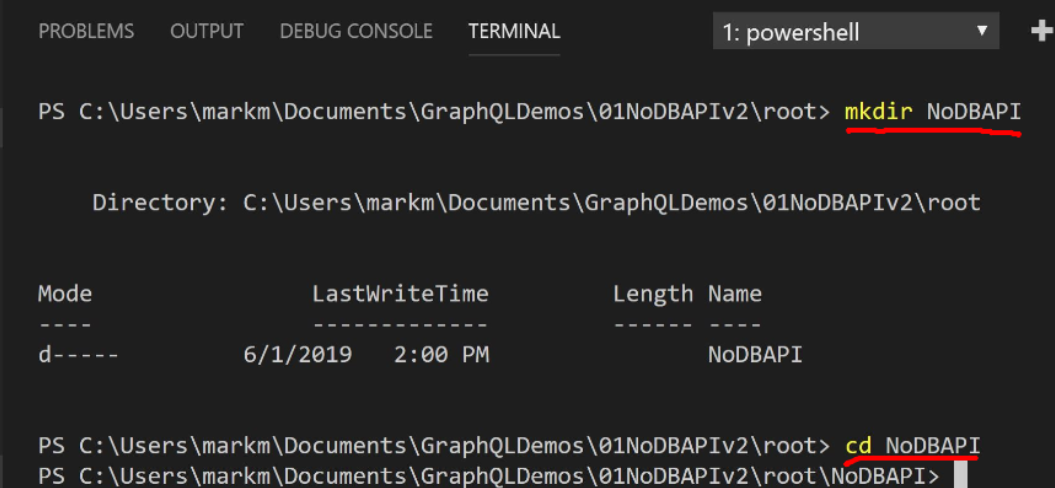 PROBLEMS OUTPUT DEBUG CONSOLE TERMINAL 1: powershell
PS C:\Users\markm\Documents\GraphQLDemos\01NoDBAPIv2\root> mkdir NoDBAPI
Directory: C:\Users\markm\Documents\GraphQLDemos\01NoDBAPIv2\root
Mode LastWriteTime Length Name
---- ------------- ------ ----
d----- 6/1/2019 2:00 PM NoDBAPI
PS C:\Users\markm\Documents\GraphQLDemos\01NoDBAPIv2\root> cd NoDBAPI
PS C:\Users\markm\Documents\GraphQLDemos\01NoDBAPIv2\root\NoDBAPI>